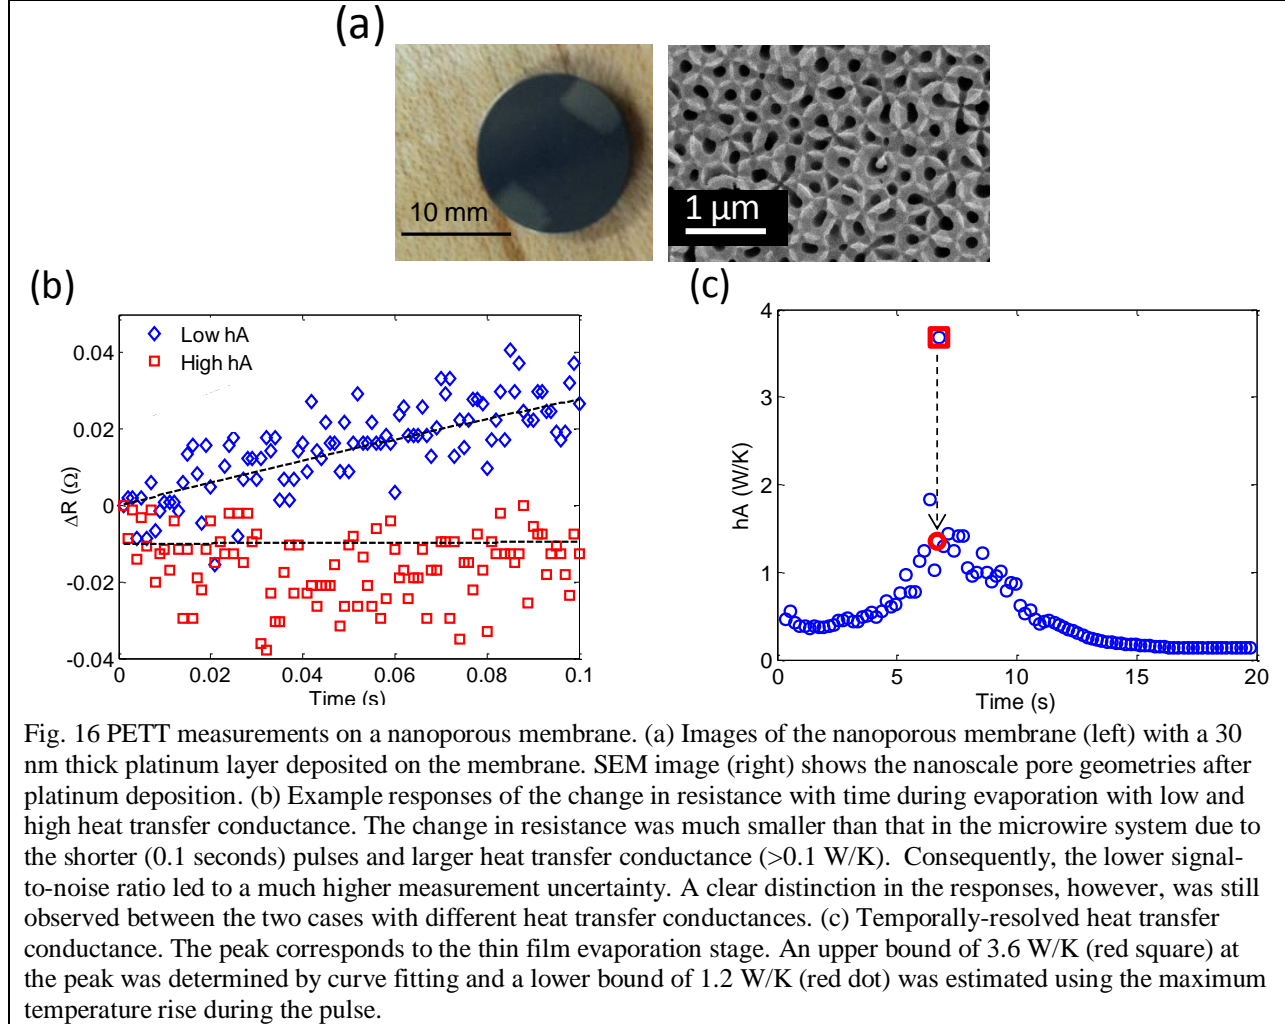 (a)
10 mm
1 μm
(b)
(c)
Low hA
High hA
0.04
0.02
0
-0.02
-0.04
ΔR (Ω)
0
0.02
0.04
0.06
0.08
0.1
Time (s)
4
3
2
1
0
hA (W/K)
0
5
10
15
20
Time (s)
Fig. 16 PETT measurements on a nanoporous membrane. (a) Images of the nanoporous membrane (left) with a 30
nm thick platinum layer deposited on the membrane. SEM image (right) shows the nanoscale pore geometries after
platinum deposition. (b) Example responses of the change in resistance with time during evaporation with low and
high heat transfer conductance. The change in resistance was much smaller than that in the microwire system due to
the shorter (0.1 seconds) pulses and larger heat transfer conductance (>0.1 W/K).  Consequently, the lower signal-
to-noise ratio led to a much higher measurement uncertainty. A clear distinction in the responses, however, was still
observed between the two cases with different heat transfer conductances. (c) Temporally-resolved heat transfer
conductance. The peak corresponds to the thin film evaporation stage. An upper bound of 3.6 W/K (red square) at
the peak was determined by curve fitting and a lower bound of 1.2 W/K (red dot) was estimated using the maximum
temperature rise during the pulse.